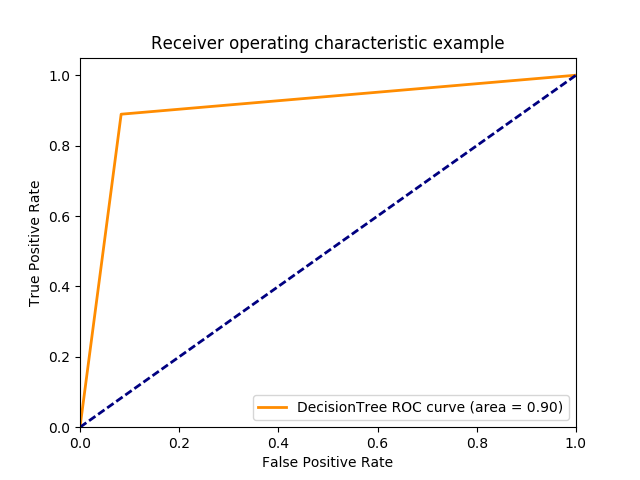 Receiver operating characteristic example
True Positive Rate
1.0
0.8
0.6
0.4
0.2
0.0
DecisionTree ROC curve (area = 0.90)
0.0 0.2 0.4 0.6 0.8 1.0
False Positive Rate